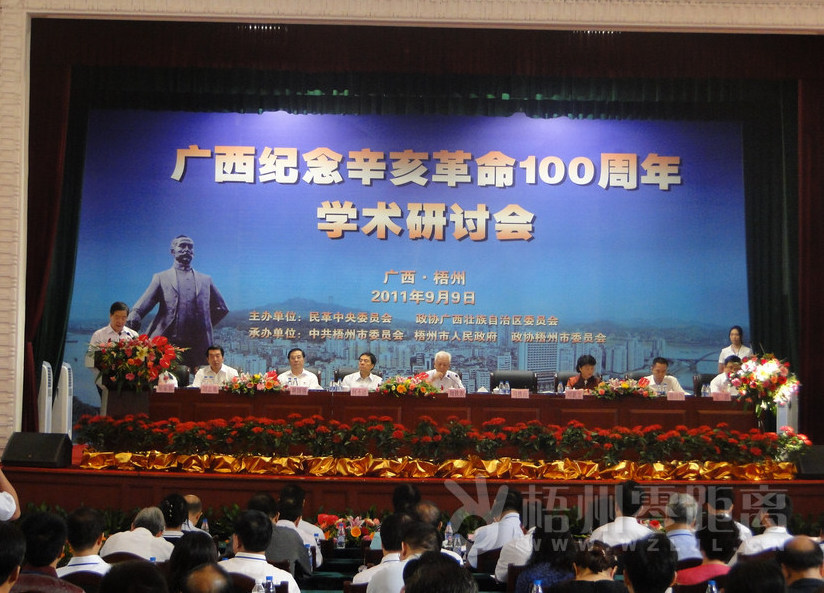 广西纪念辛亥革命100周年
学术研讨会
广西·梧州
2011年9月9日
主办单位：民革中央委员会　　政协广西壮族自治区委员会
承办单位：中共梧州市委员会　梧州市人民政府　政协梧州市委员会
梧州零距离